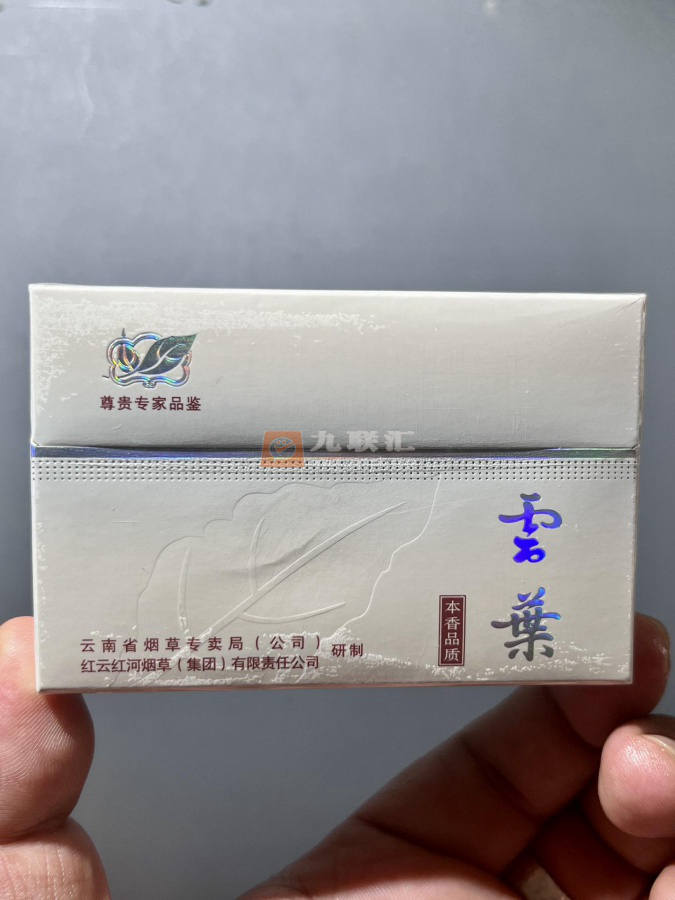 尊贵专家品鉴
九联汇
雲葉
本香品质
云南省烟草专卖局(公司)
红云红河烟草(集团)有限责任公司
研制